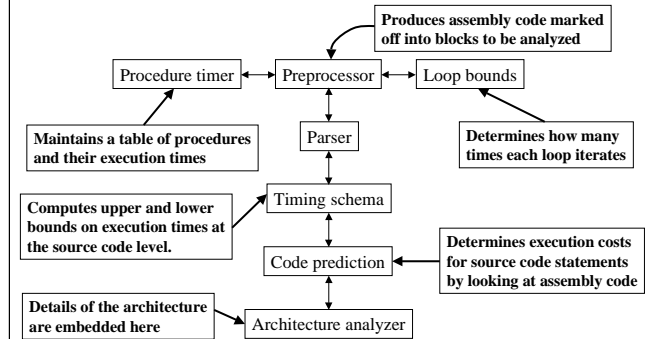 Produces assembly code marked
off into blocks to be analyzed
Procedure timer
Preprocessor
Loop bounds
Maintains a table of procedures
and their execution times
Parser
Determines how many
times each loop iterates
Timing schema
Computes upper and lower
bounds on execution times at
the source code level.
Code prediction
Determines execution costs
for source code statements
by looking at assembly code
Details of the architecture
are embedded here
Architecture analyzer